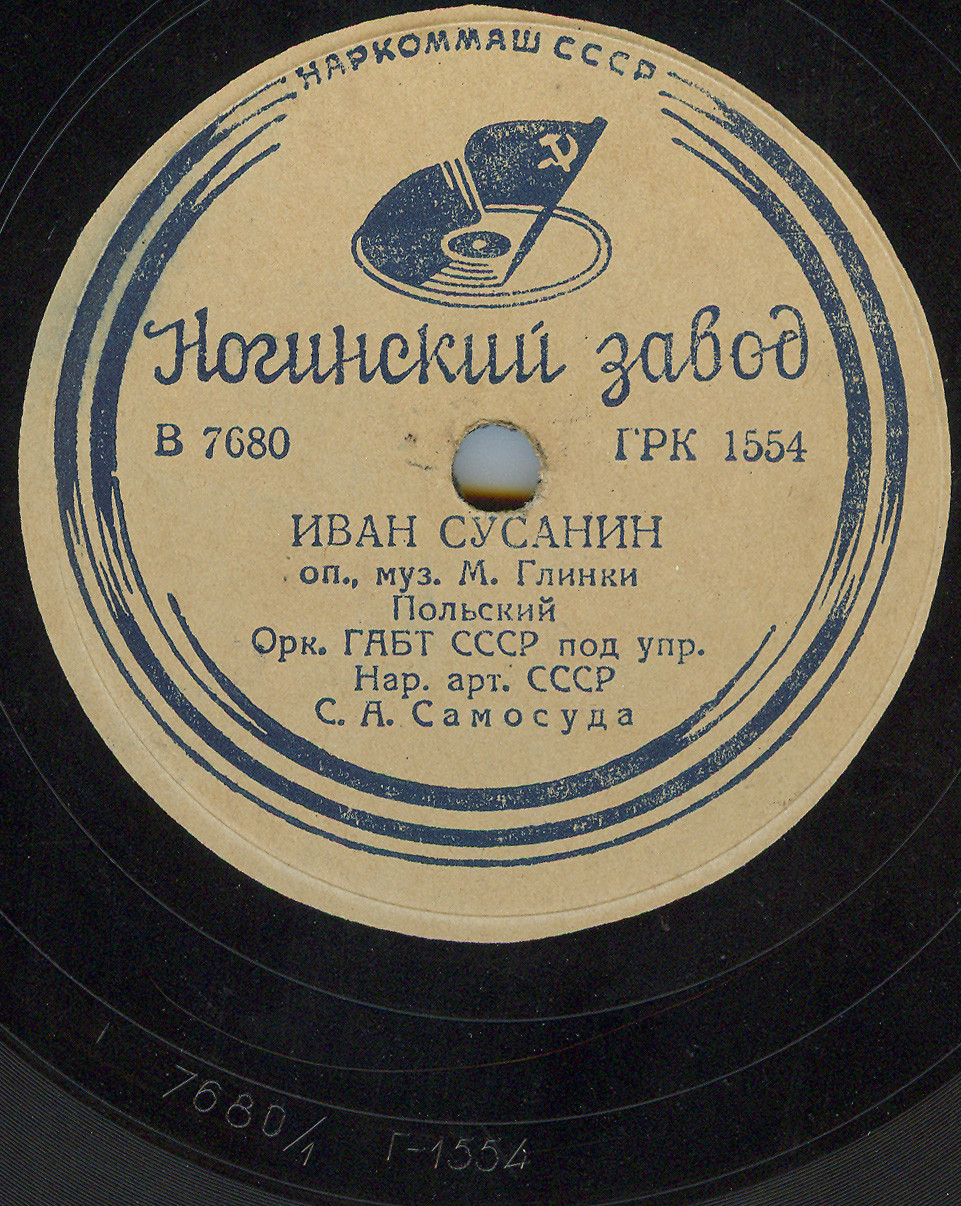 НАРКОММАШ СССР
Ногинский завод
В 7680 ГРК 1554
ИВАН СУСАНИН
оп., муз. М. Глинки
Польский
Орк. ГАБТ СССР под упр.
Нар. арт. СССР
С. А. Самосуда
7680/1 Г-1554